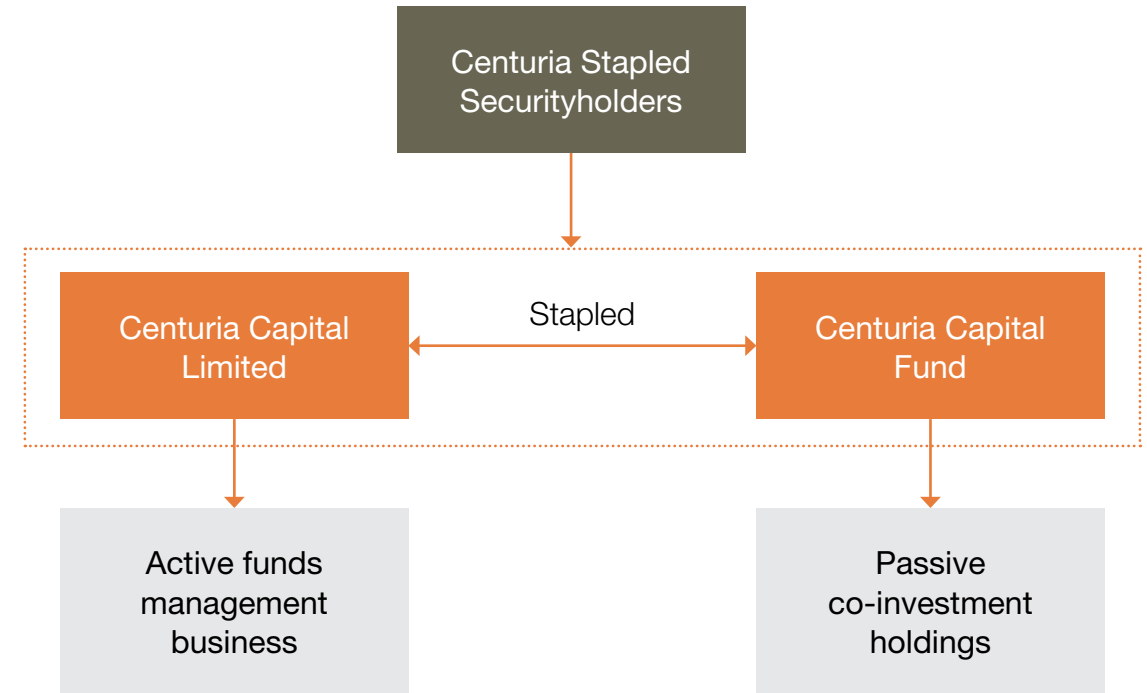 Centuria Stapled
Securityholders
Centuria Capital
Limited
Stapled
Centuria Capital
Fund
Active funds
management
business
Passive
co-investment
holdings